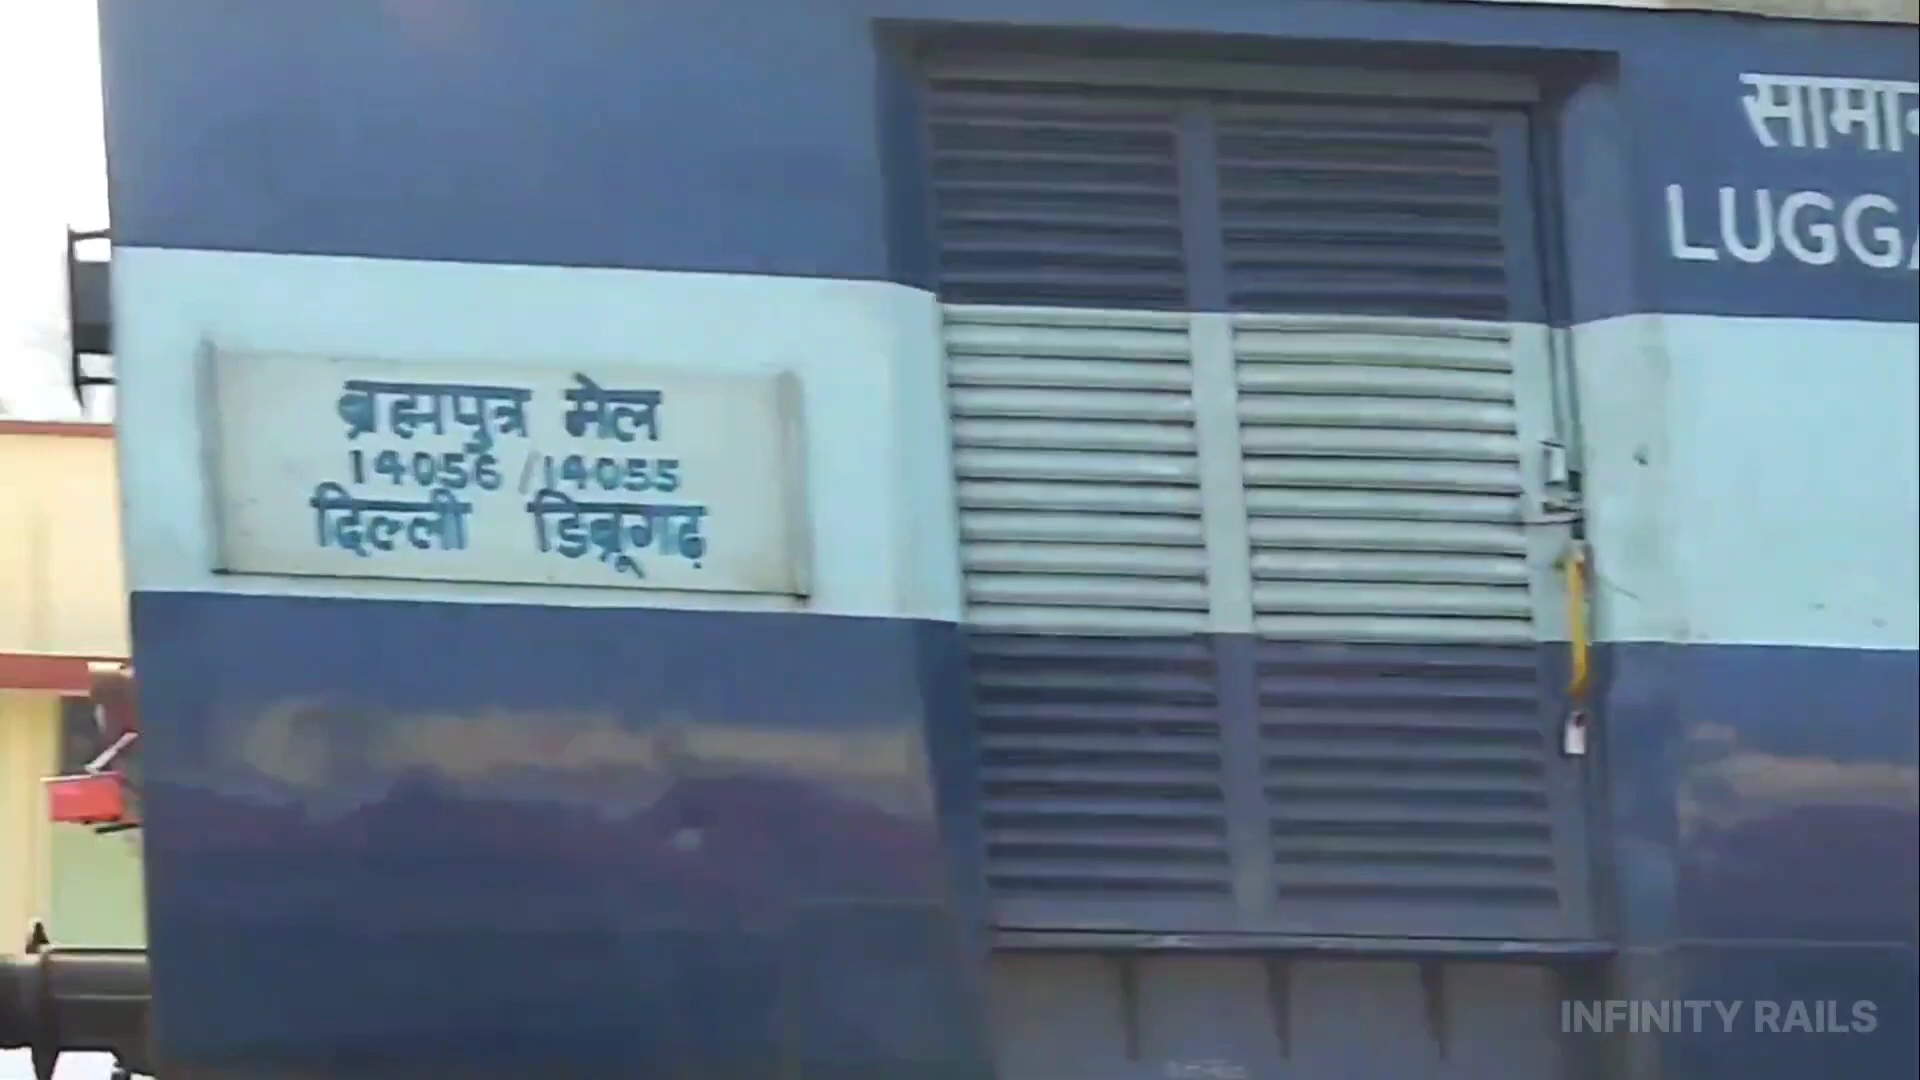 ब्रह्मपुत्र मेल
14056/14055
दिल्ली डिब्रूगढ़
सामान
LUGGA
INFINITY RAILS